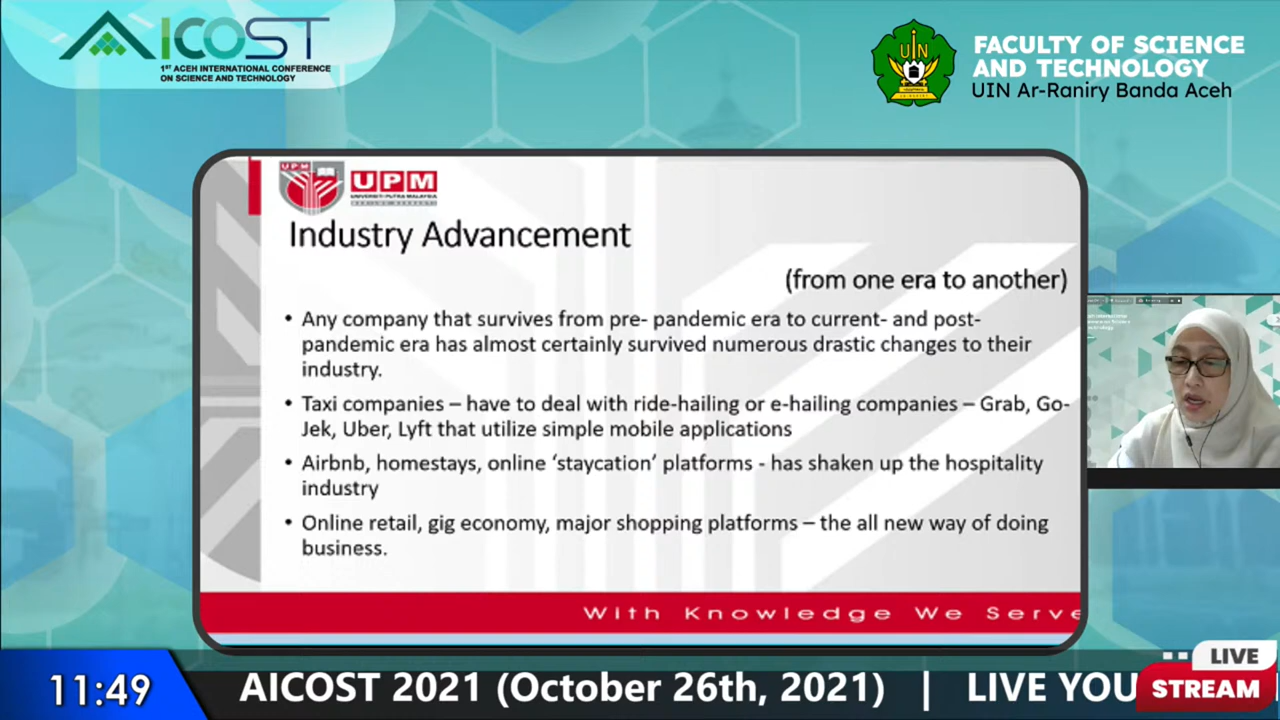 AICOST
1ST ACEH INTERNATIONAL CONFERENCE
ON SCIENCE AND TECHNOLOGY
UIN
FACULTY OF SCIENCE
AND TECHNOLOGY
UIN Ar-Raniry Banda Aceh
UPM
UPM
UNIVERSITI PUTRA MALAYSIA
Industry Advancement
(from one era to another)
• Any company that survives from pre- pandemic era to current- and post-
pandemic era has almost certainly survived numerous drastic changes to their
industry.
• Taxi companies – have to deal with ride-hailing or e-hailing companies – Grab, Go-
Jek, Uber, Lyft that utilize simple mobile applications
• Airbnb, homestays, online ‘staycation’ platforms - has shaken up the hospitality
industry
• Online retail, gig economy, major shopping platforms – the all new way of doing
business.
With Knowledge We Serve
11:49
AICOST 2021 (October 26th, 2021) | LIVE YOU
LIVE
STREAM